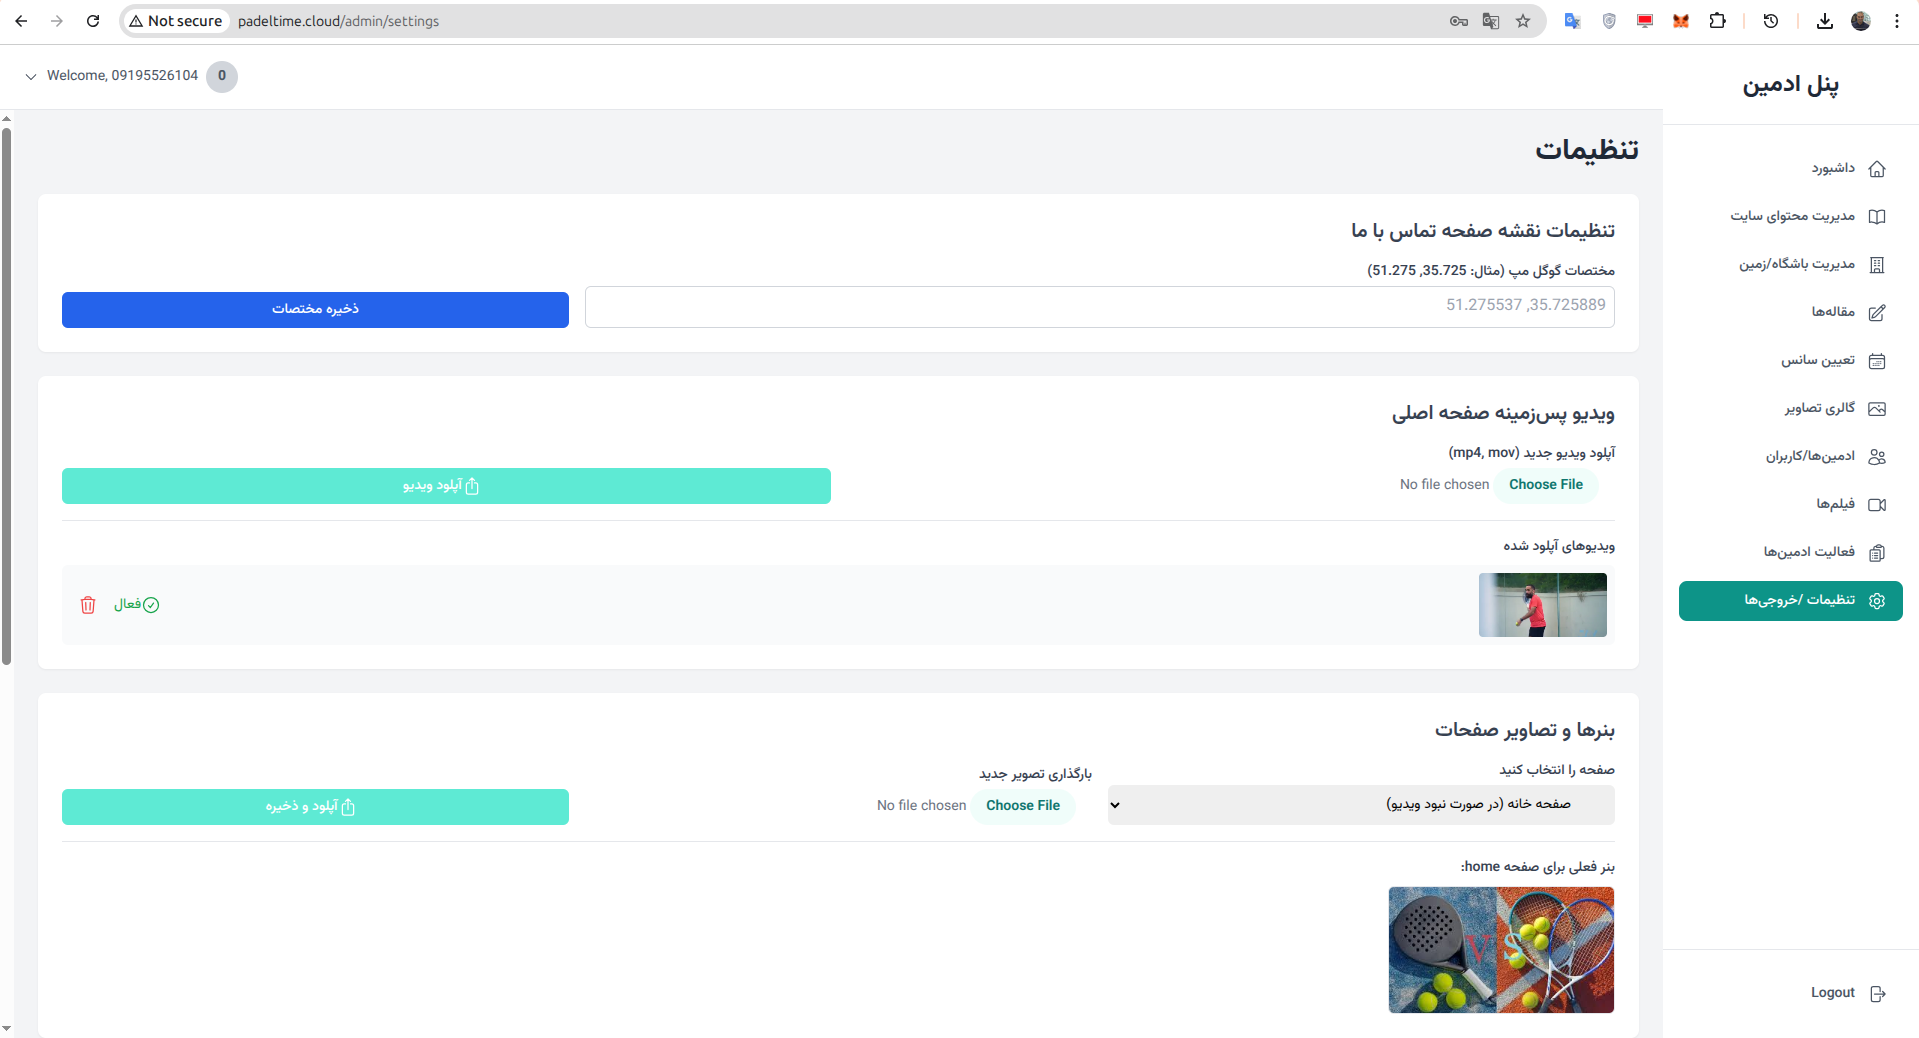 Not secure padeltime.cloud/admin/settings
Welcome, 09195526104 0
پنل ادمین
داشبورد
مدیریت محتوای سایت
مدیریت باشگاه/زمین
مقاله‌ها
تعیین سانس
گالری تصاویر
ادمین‌ها/کاربران
فیلم‌ها
فعالیت ادمین‌ها
تنظیمات /خروجی‌ها
Logout
تنظیمات
تنظیمات نقشه صفحه تماس با ما
مختصات گوگل مپ (مثال: 35.725, 51.275)
35.725889, 51.275537
ذخیره مختصات
ویدیو پس‌زمینه صفحه اصلی
آپلود ویدیو جدید (mp4, mov)
Choose File No file chosen
آپلود ویدیو
ویدیوهای آپلود شده
فعال
بنرها و تصاویر صفحات
صفحه را انتخاب کنید
صفحه خانه (در صورت نبود ویدیو)
بارگذاری تصویر جدید
Choose File No file chosen
آپلود و ذخیره
بنر فعلی برای صفحه home:
VS